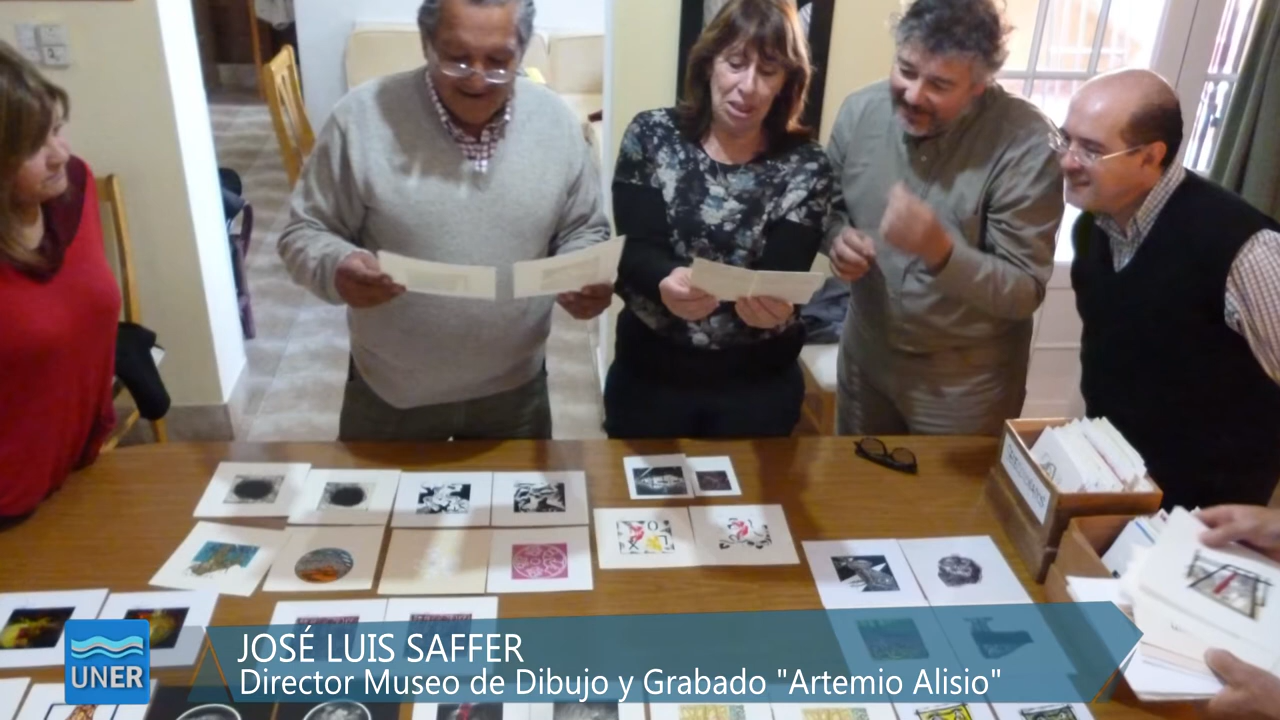 JOSÉ LUIS SAFFER
Director Museo de Dibujo y Grabado "Artemio Alisio"
UNER